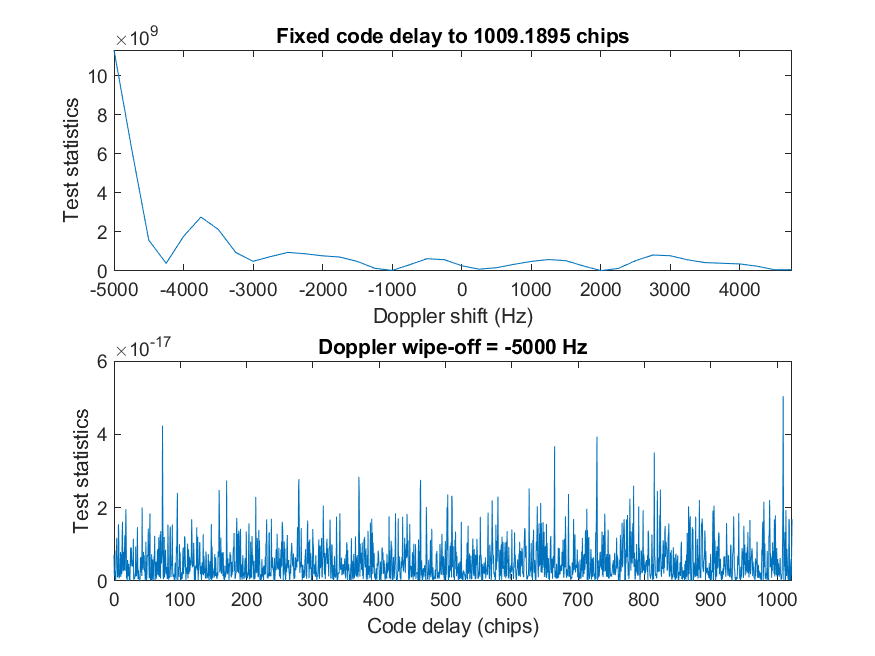 ×10^9
Fixed code delay to 1009.1895 chips
10
8
6
4
2
0
Test statistics
-5000 -4000 -3000 -2000 -1000 0 1000 2000 3000 4000
Doppler shift (Hz)
×10^-17
Doppler wipe-off = -5000 Hz
6
4
2
0
Test statistics
0 100 200 300 400 500 600 700 800 900 1000
Code delay (chips)